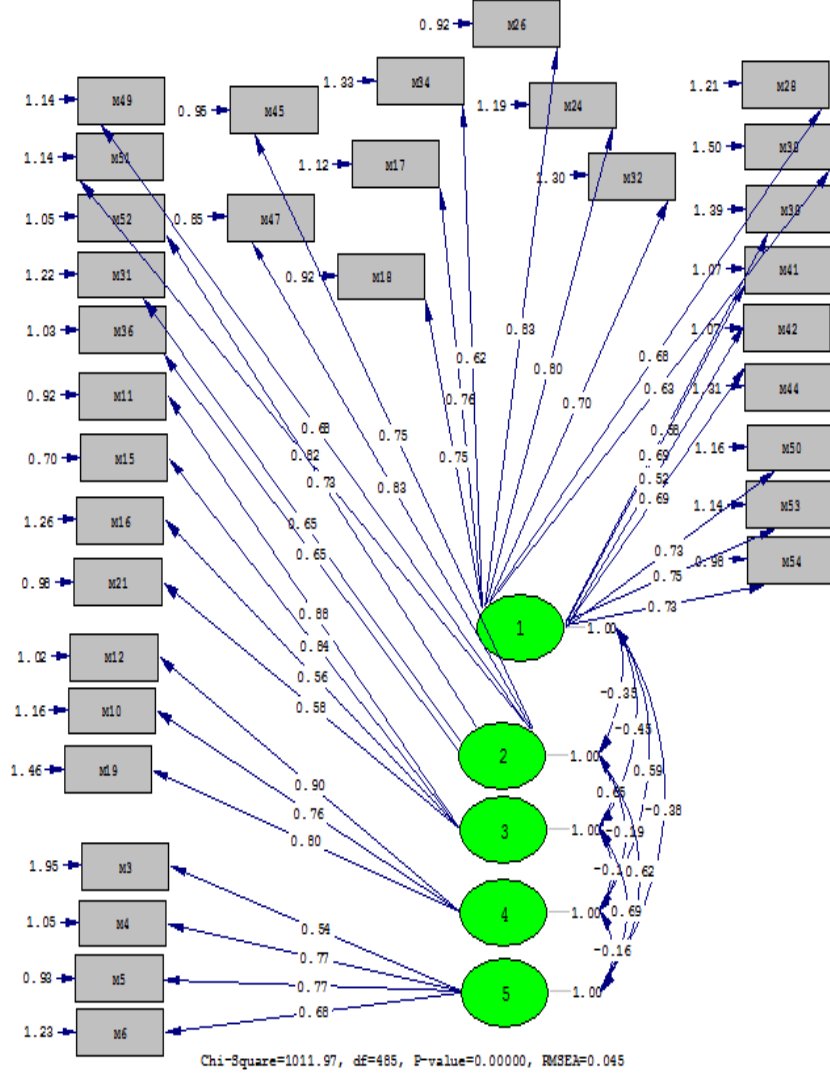 0.92 M26
1.33 M34
1.21 M28
1.14 M49
0.95 M45
1.19 M24
1.50 M38
1.14 M51
1.12 M17
1.30 M32
1.05 M52
0.85 M47
1.39 M39
1.22 M31
0.92 M18
1.07 M41
1.03 M36
1.07 M42
0.92 M11
1.31 M44
0.70 M15
1.16 M50
1.26 M16
1.14 M53
0.98 M21
0.98 M54
1.02 M12
1.16 M10
1.46 M19
1.95 M3
1.05 M4
0.93 M5
1.23 M6
0.83
0.62
0.80
0.76
0.70
0.75
0.68
0.63
0.69
0.52
0.69
0.73
0.75
0.73
0.68
0.75
0.82
0.73
0.83
0.65
0.65
0.88
0.84
0.56
0.58
0.90
0.76
0.80
0.54
0.77
0.77
0.68
1 1.00
2 1.00
3 1.00
4 1.00
5 1.00
-0.35
-0.45
0.59
-0.38
0.65
-0.19
0.62
0.69
-0.16
Chi-Square=1011.97, df=485, P-value=0.00000, RMSEA=0.045